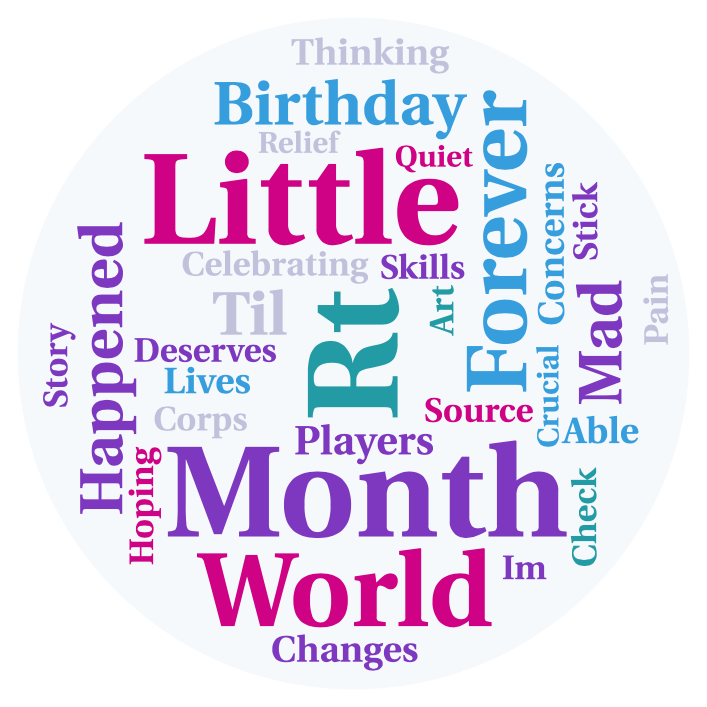 Thinking
Birthday
Relief
Quiet
Little
Forever
Concerns
Stick
Celebrating
Skills
Happened
Til
Rt
Art
Mad
Pain
Story
Deserves
Lives
Crucial
Corps
Source
Able
Players
Hoping
Month
Check
World
Im
Changes